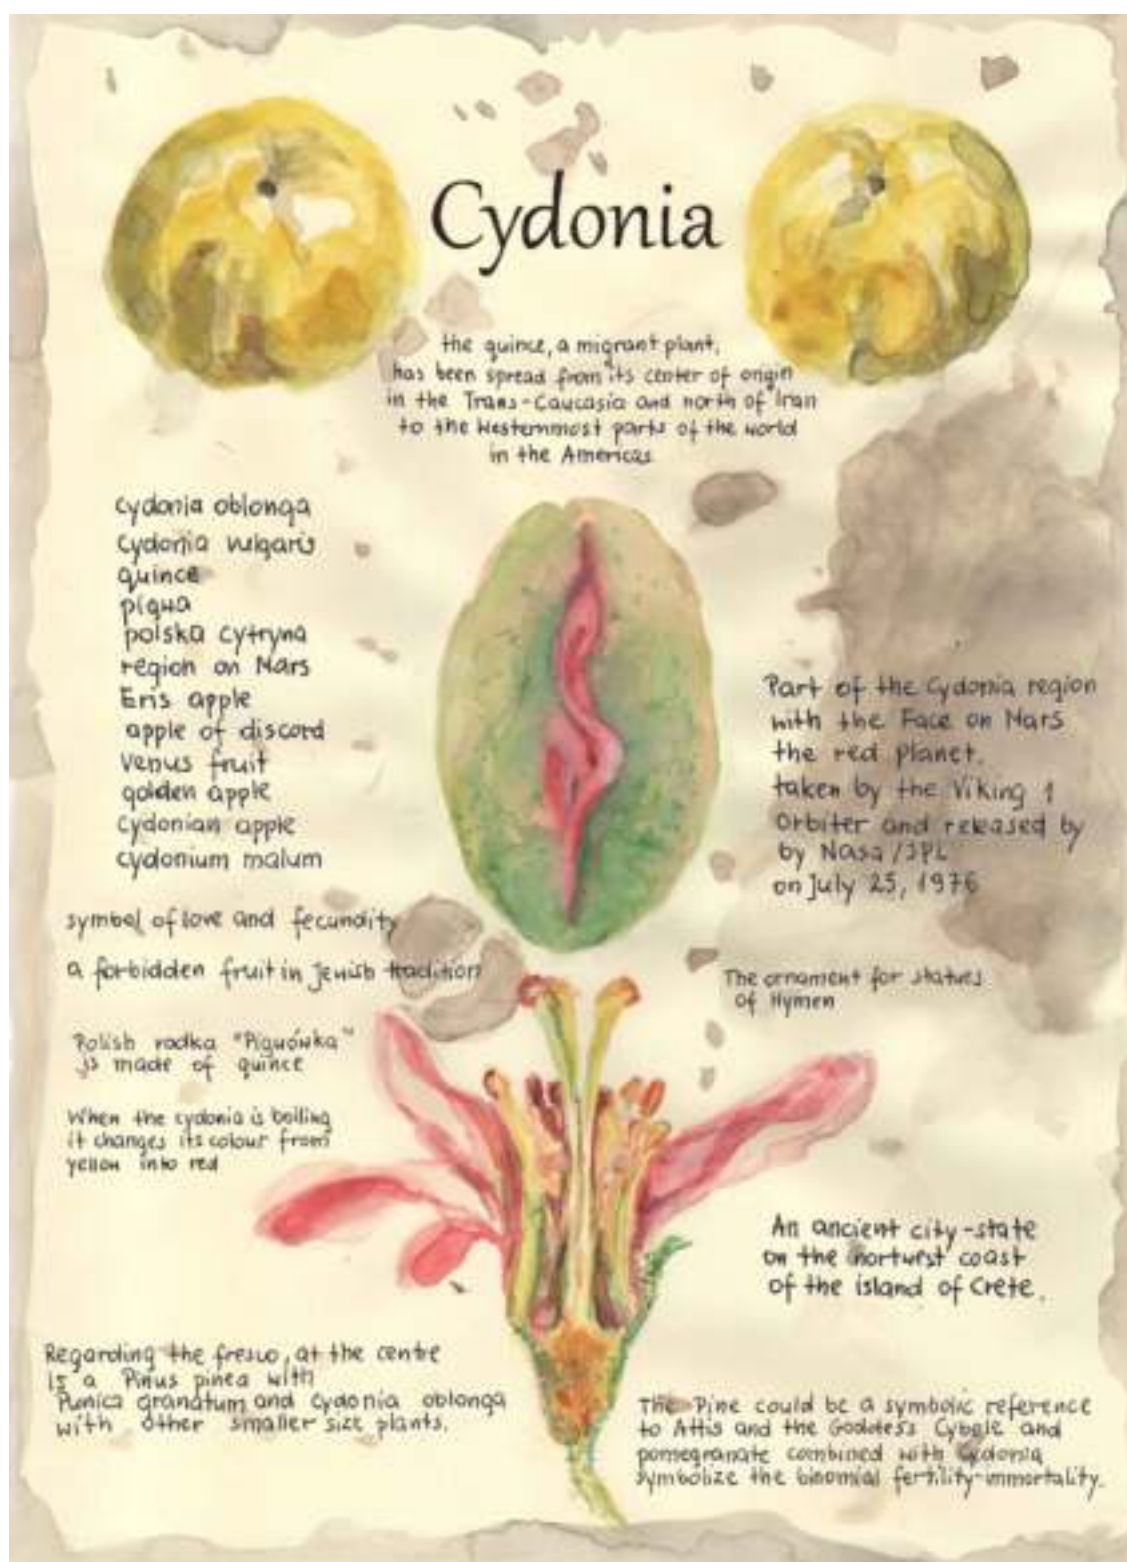 Cydonia
the quince, a migrant plant,
has been spread from its center of origin
in the Trans-Caucasia and north of Iran
to the Westernmost parts of the world
in the Americas
cydonia oblonga
cydonia vulgaris
quince
pigwa
polska cytryna
region on Mars
Eris apple
apple of discord
venus fruit
golden apple
cydonian apple
cydonium malum
symbol of love and fecundity
a forbidden fruit in Jewish tradition
Polish vodka "Pigwówka"
is made of quince
When the cydonia is boiling
it changes its colour from
yellow into red
Part of the Cydonia region
with the Face on Mars
the red planet.
taken by the Viking 1
Orbiter and released by
by Nasa/JPL
on July 25, 1976
The ornament for statues
of Hymen
An ancient city-state
on the nortwest coast
of the island of Crete.
Regarding the fresco, at the centre
is a Pinus pinea with
Punica granatum and Cydonia oblonga
with other smaller size plants.
The Pine could be a symbolic reference
to Attis and the Goddess Cybele and
pomegranate combined with Cydonia
symbolize the binomial fertility-immortality.